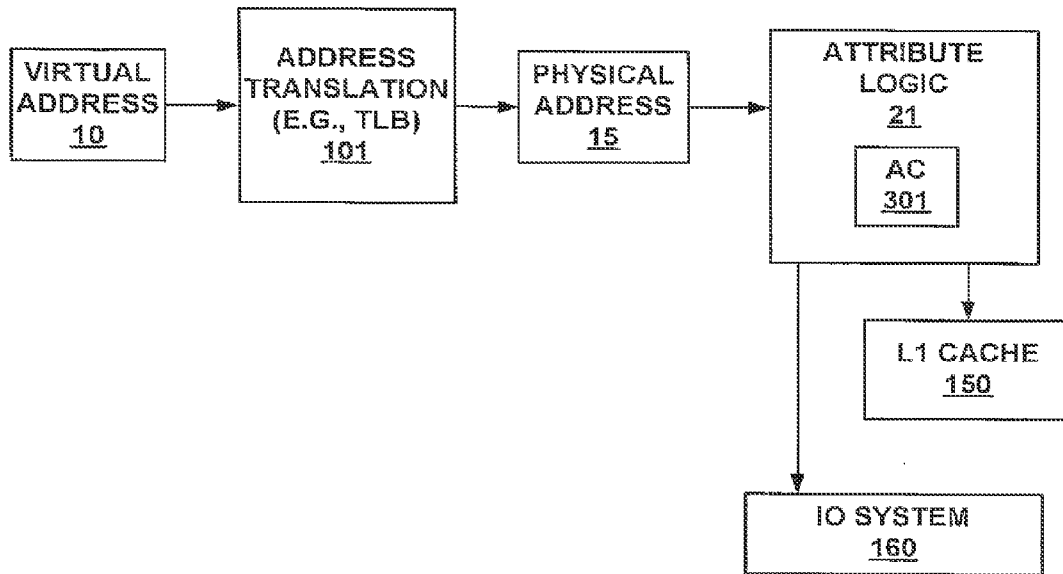 VIRTUAL
ADDRESS
10
ADDRESS
TRANSLATION
(E.G., TLB)
101
PHYSICAL
ADDRESS
15
ATTRIBUTE
LOGIC
21
AC
301
L1 CACHE
150
IO SYSTEM
160